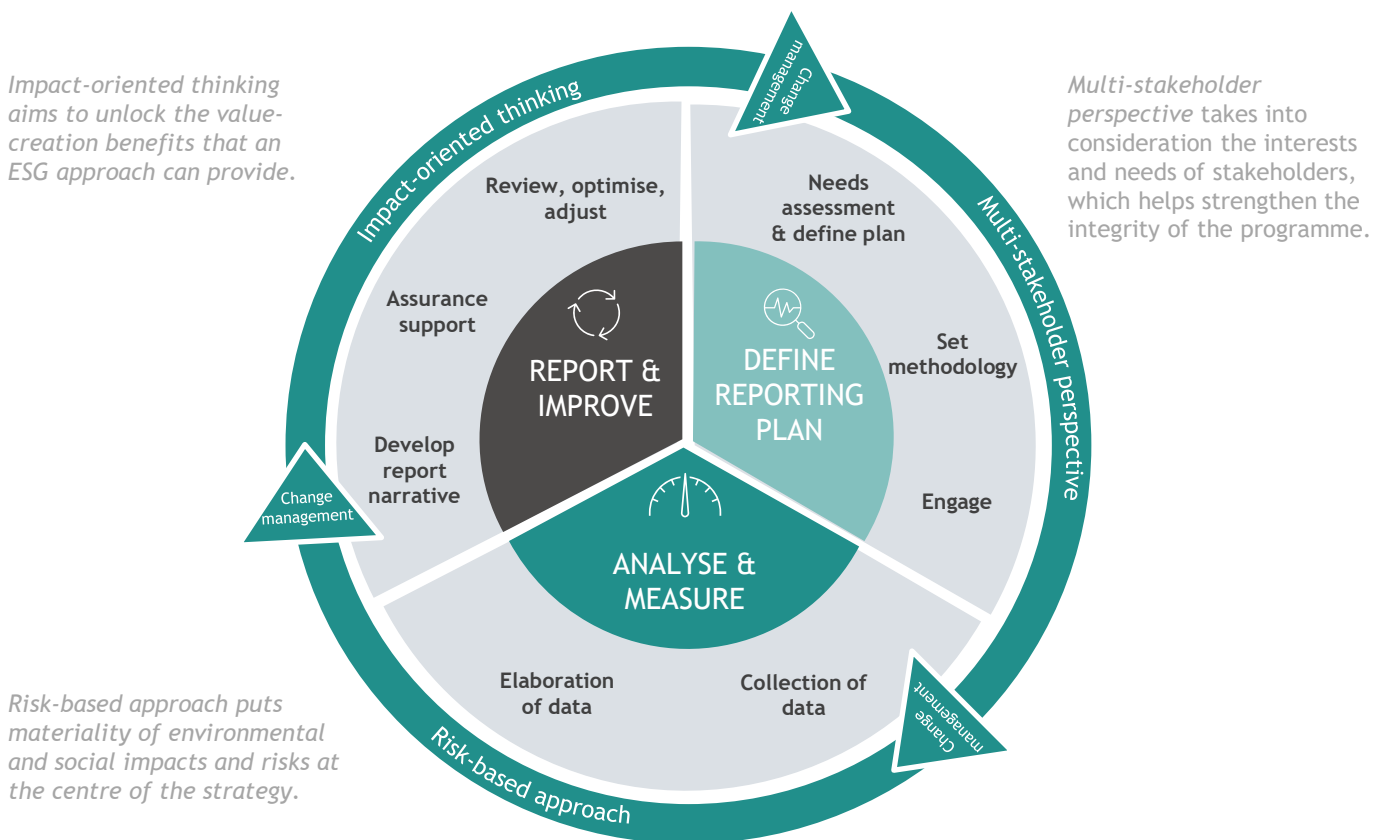 Impact-oriented thinking
aims to unlock the value-
creation benefits that an
ESG approach can provide.
Multi-stakeholder
perspective takes into
consideration the interests
and needs of stakeholders,
which helps strengthen the
integrity of the programme.
Impact-oriented thinking
Change
management
Multi-stakeholder perspective
Review, optimise,
adjust
Needs
assessment
& define plan
Assurance
support
Set
methodology
REPORT &
IMPROVE
DEFINE
REPORTING
PLAN
Develop
report
narrative
Engage
Change
management
ANALYSE &
MEASURE
Elaboration
of data
Collection of
data
Change
management
Risk-based approach
Risk-based approach puts
materiality of environmental
and social impacts and risks at
the centre of the strategy.